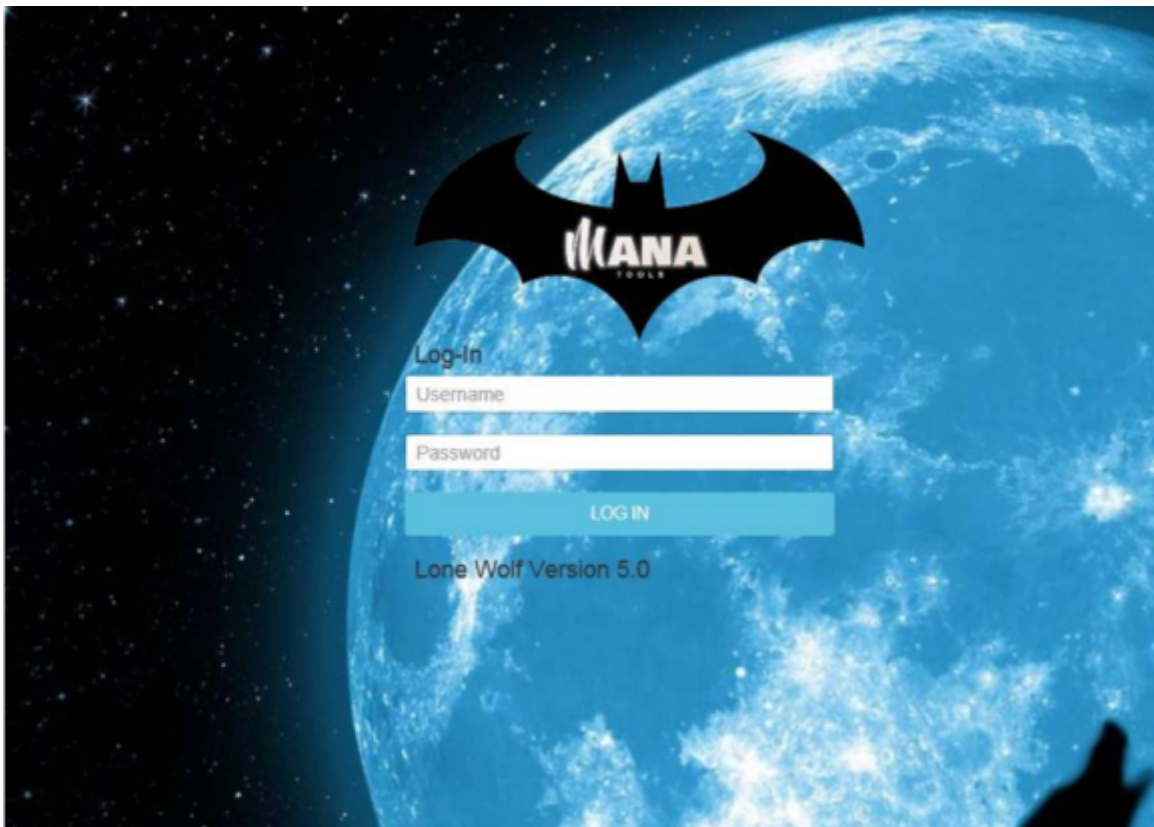 MANA
TOOLS
Log-In
Username
Password
LOG IN
Lone Wolf Version 5.0